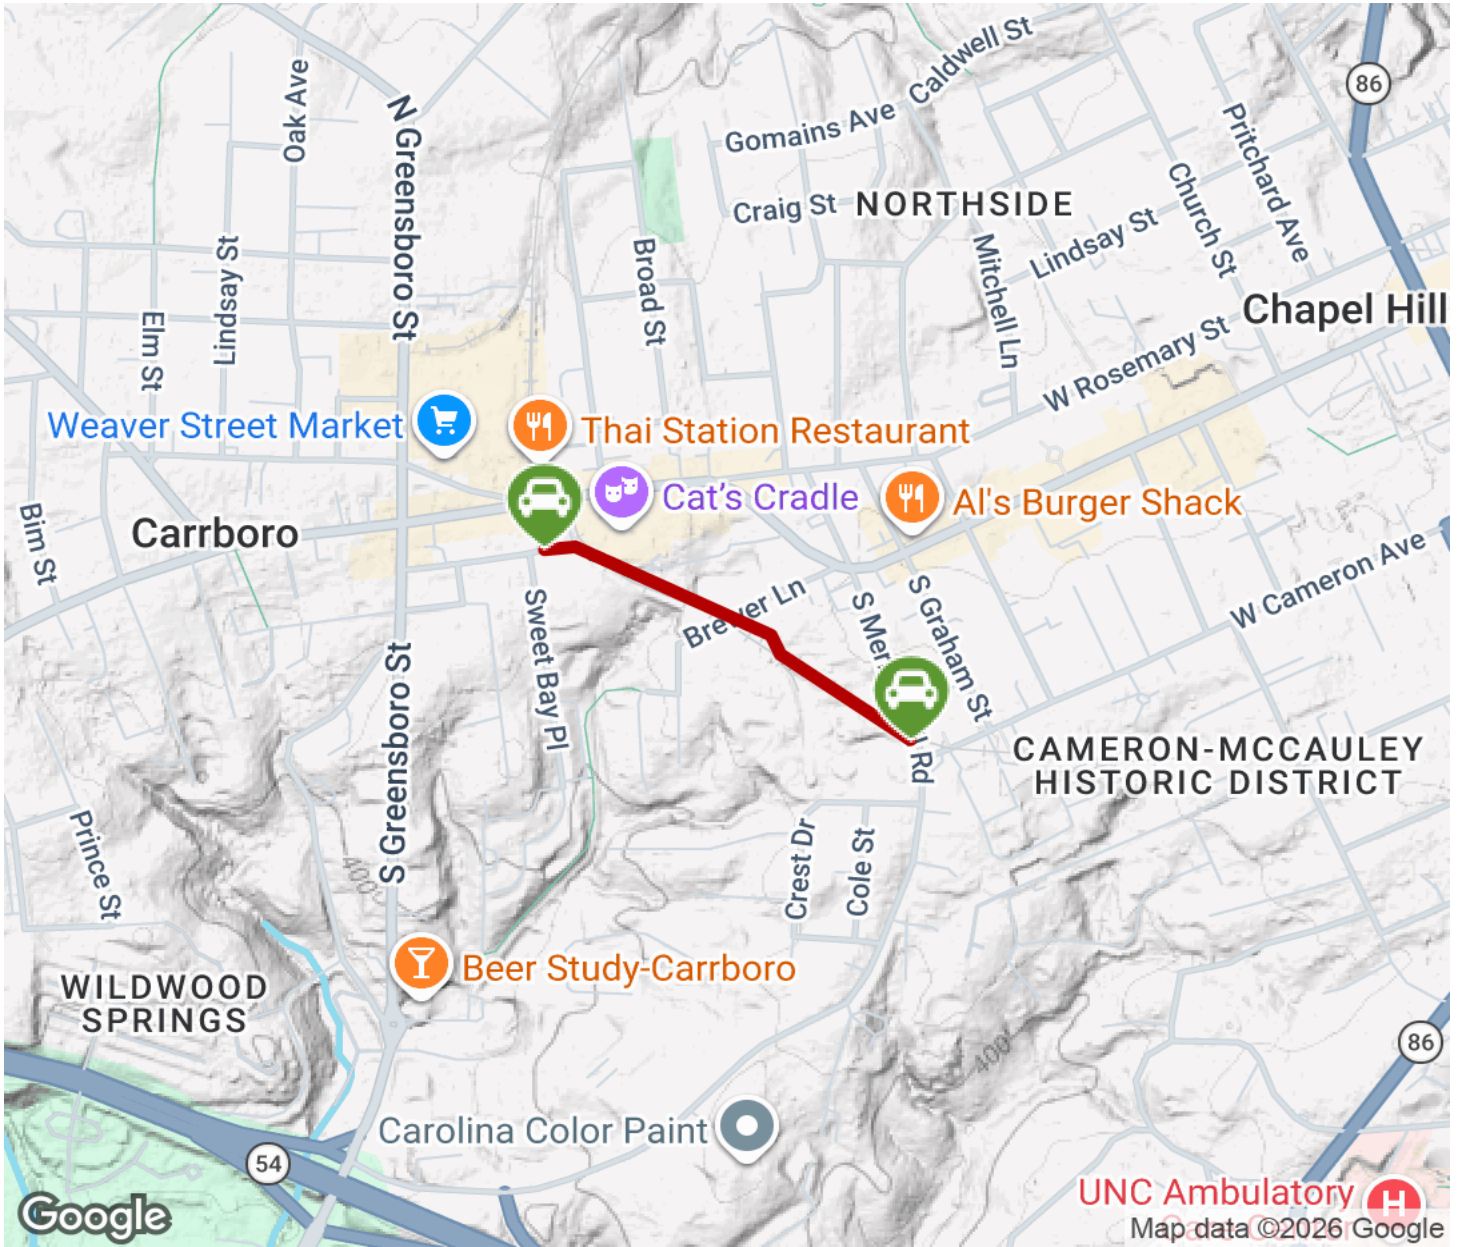 Caldwell St
86
Oak Ave
N Greensboro St
Gomains Ave
Pritchard Ave
Craig St
NORTHSIDE
Church St
Lindsay St
Mitchell Ln
Broad St
Lindsay St
Elm St
Chapel Hill
W Rosemary St
Weaver Street Market
Thai Station Restaurant
Cat's Cradle
Al's Burger Shack
Bim St
Carrboro
W Cameron Ave
Brewer Ln
S Graham St
S Mer
Sweet Bay Pl
S Greensboro St
Rd
CAMERON-MCCAULEY
HISTORIC DISTRICT
Prince St
400
Crest Dr
Cole St
Beer Study-Carrboro
WILDWOOD
SPRINGS
400'
86
Carolina Color Paint
54
UNC Ambulatory
H
Google
Map data ©2026 Google